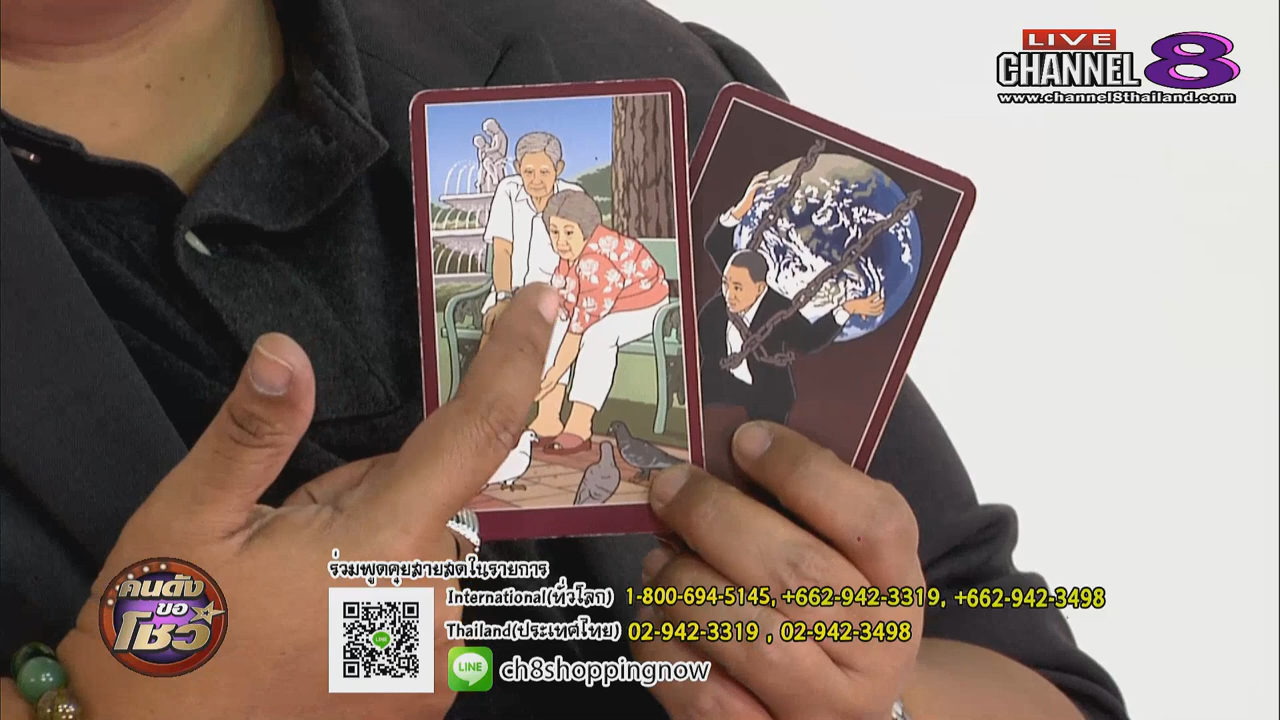 LIVE
CHANNEL 8
www.channel8thailand.com
ร่วมพูดคุยสายสดในรายการ
International(ทั่วโลก) 1-800-694-5145, +662-942-3319, +662-942-3498
Thailand(ประเทศไทย) 02-942-3319 , 02-942-3498
LINE ch8shoppingnow
คนดัง
ขอ
โชว์
LINE